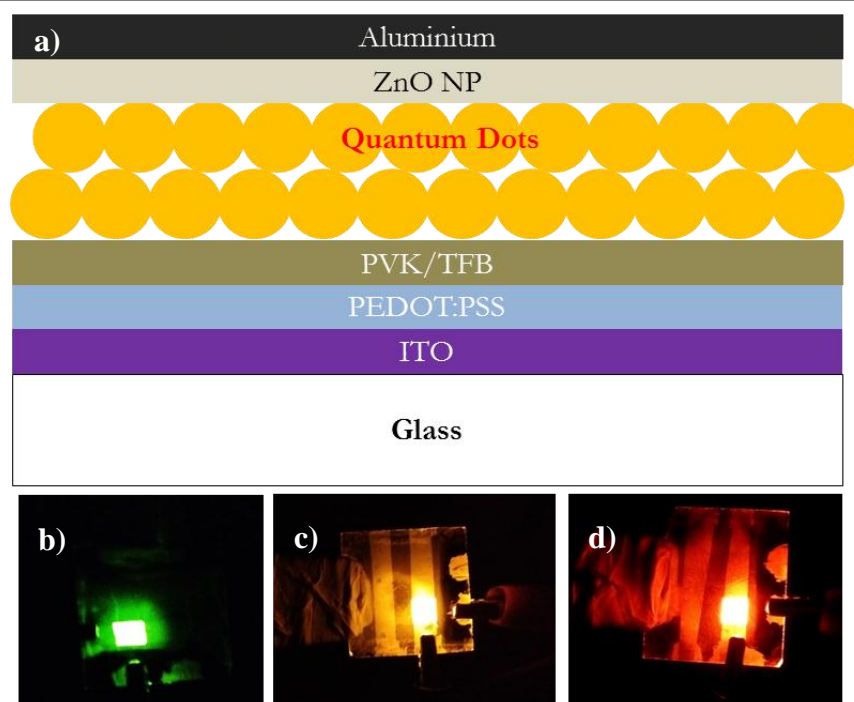 a)
Aluminium
ZnO NP
Quantum Dots
PVK/TFB
PEDOT:PSS
ITO
Glass
b)
c)
d)